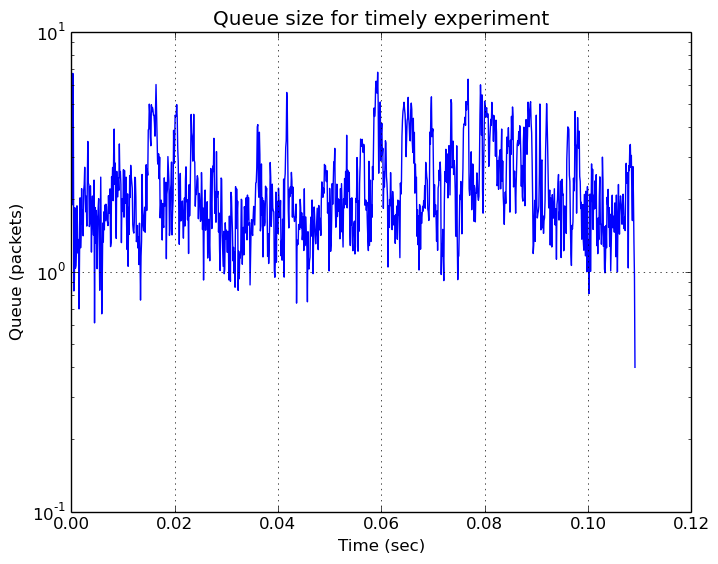 Queue size for timely experiment
Queue (packets)
10^1
10^0
10^-1
0.00 0.02 0.04 0.06 0.08 0.10 0.12
Time (sec)